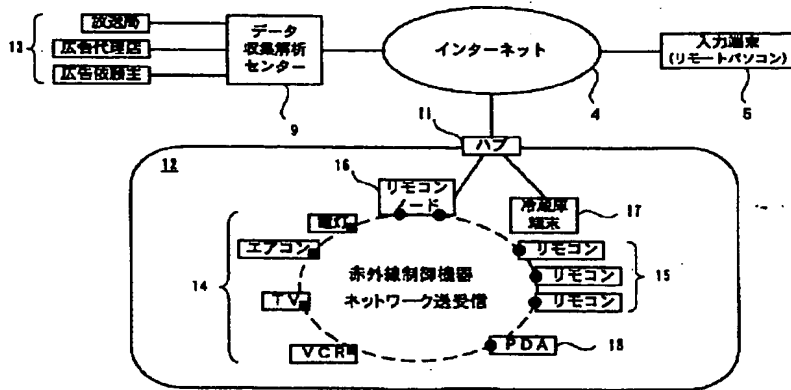 13
放送局
広告代理店
広告依頼主
データ
収集解析
センター
9
インターネット
4
入力端末
(リモートパソコン)
5
11
ハブ
12
16
リモコン
ノード
冷蔵庫
端末
17
電灯
エアコン
TV
VCR
14
赤外線制御機器
ネットワーク送受信
リモコン
リモコン
リモコン
15
PDA
18